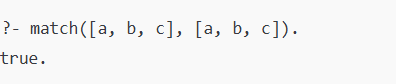 ?- match([a, b, c], [a, b, c]).
true.